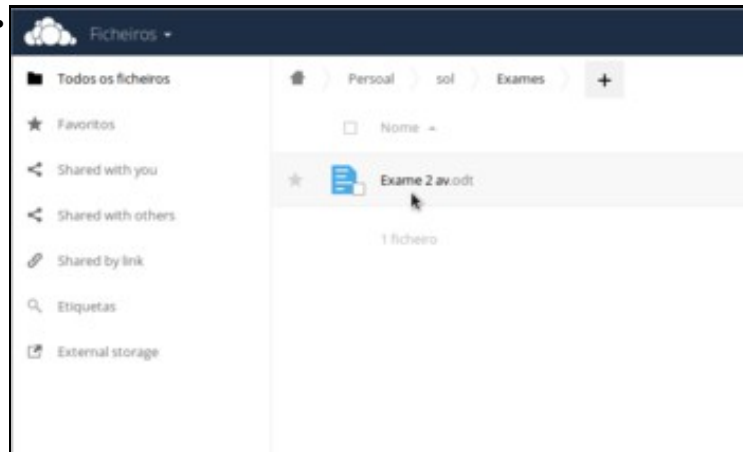 Ficheiros
Todos os ficheiros
Favoritos
Shared with you
Shared with others
Shared by link
Etiquetas
External storage
Persoal sol Exames +
Nome
Exame 2 av.odt
1 ficheiro